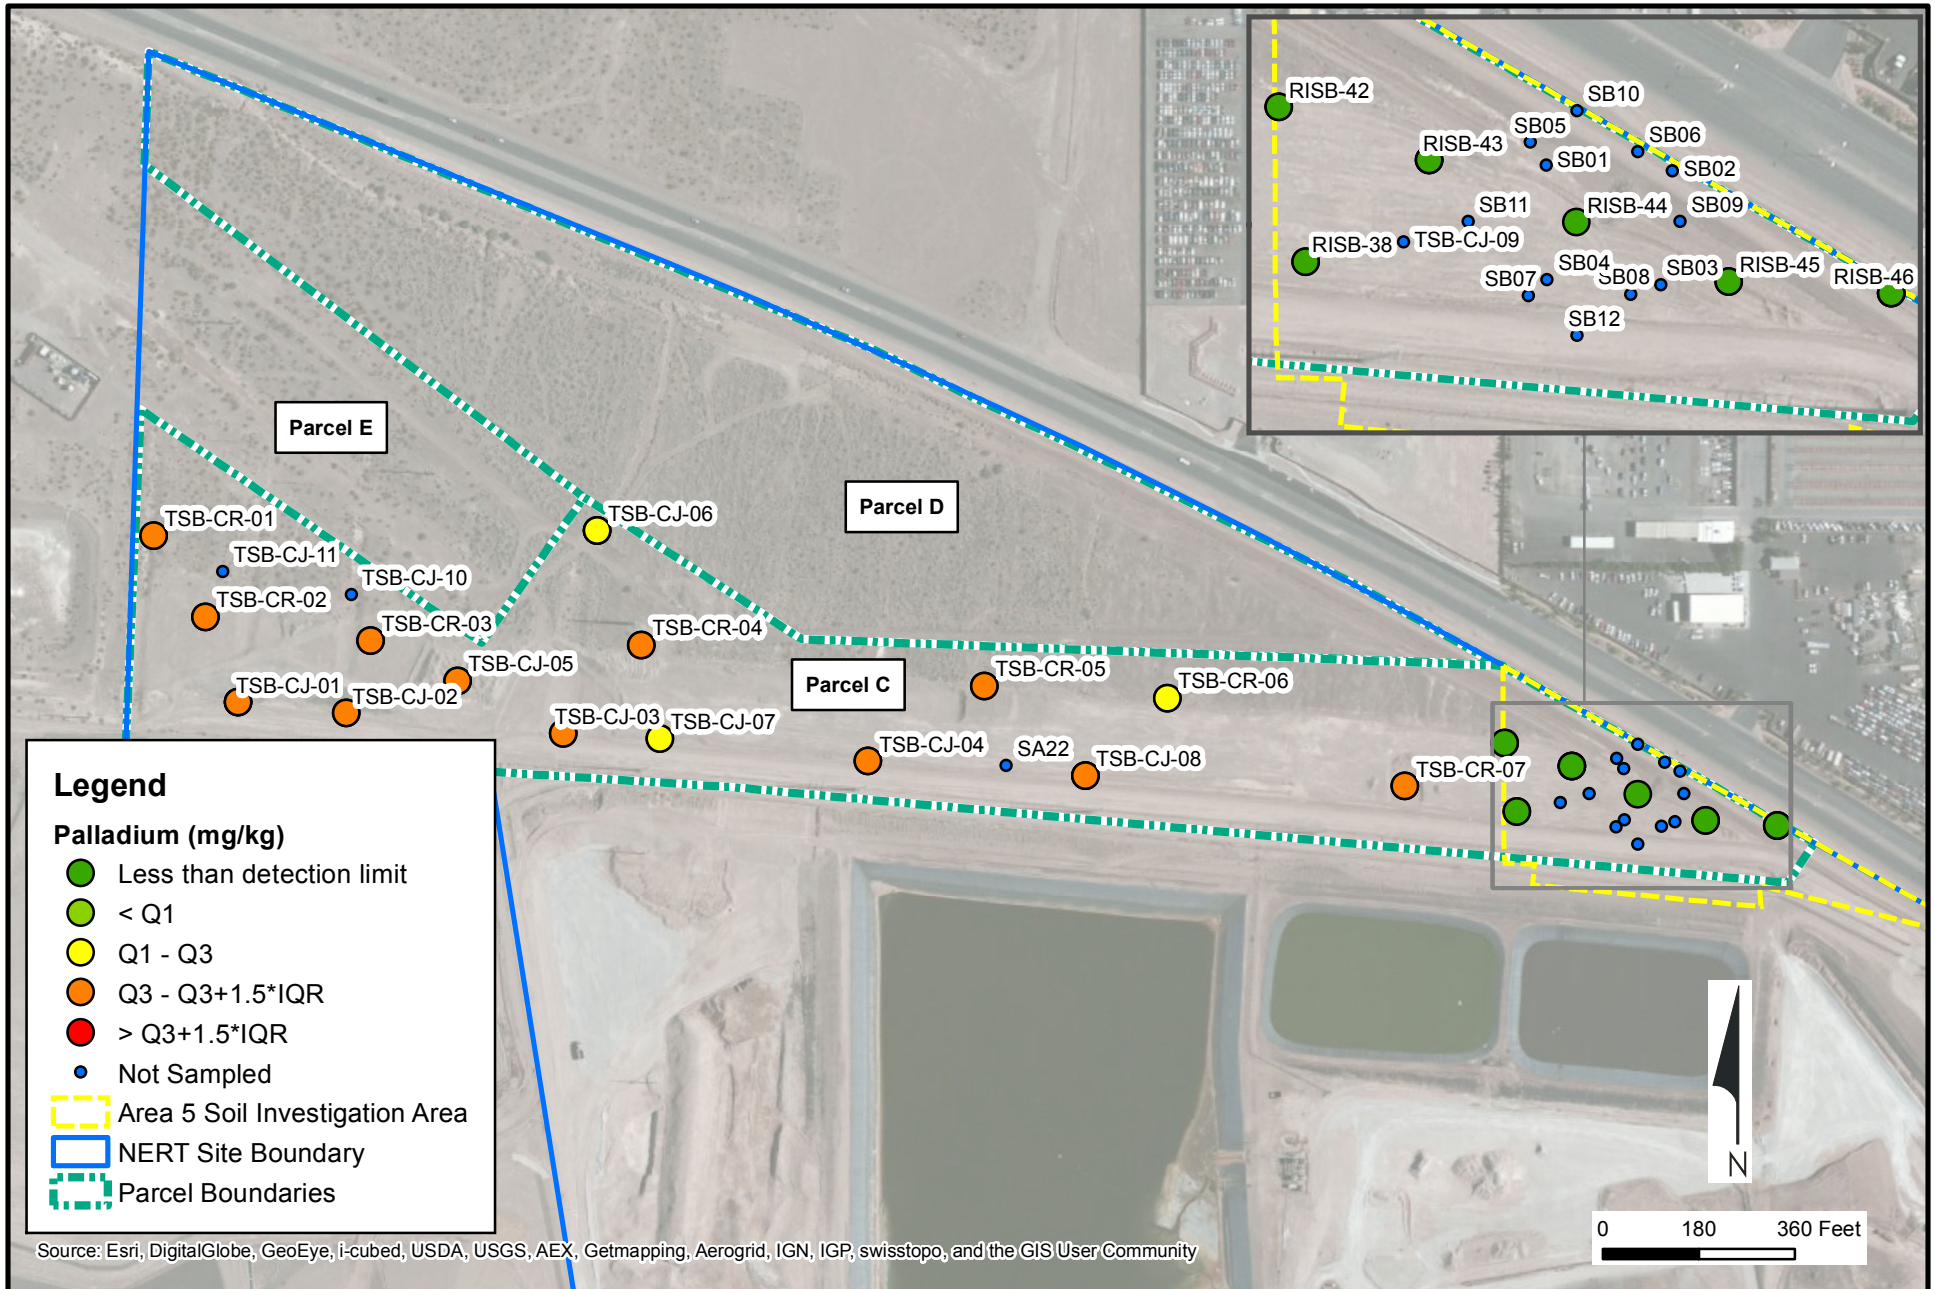 RISB-42
SB10
SB05
SB06
RISB-43
SB01
SB02
SB11
RISB-44
SB09
RISB-38
TSB-CJ-09
SB04
SB03
RISB-45
SB07
SB08
RISB-46
SB12
Parcel E
Parcel D
TSB-CR-01
TSB-CJ-06
TSB-CJ-11
TSB-CJ-10
TSB-CR-02
TSB-CR-03
TSB-CR-04
TSB-CJ-05
TSB-CR-05
Parcel C
TSB-CR-06
TSB-CJ-01
TSB-CJ-02
TSB-CJ-03
TSB-CJ-07
TSB-CJ-04
SA22
TSB-CJ-08
TSB-CR-07
Legend
Palladium (mg/kg)
Less than detection limit
< Q1
Q1 - Q3
Q3 - Q3+1.5*IQR
> Q3+1.5*IQR
Not Sampled
Area 5 Soil Investigation Area
NERT Site Boundary
Parcel Boundaries
N
0 180 360 Feet
Source: Esri, DigitalGlobe, GeoEye, i-cubed, USDA, USGS, AEX, Getmapping, Aerogrid, IGN, IGP, swisstopo, and the GIS User Community